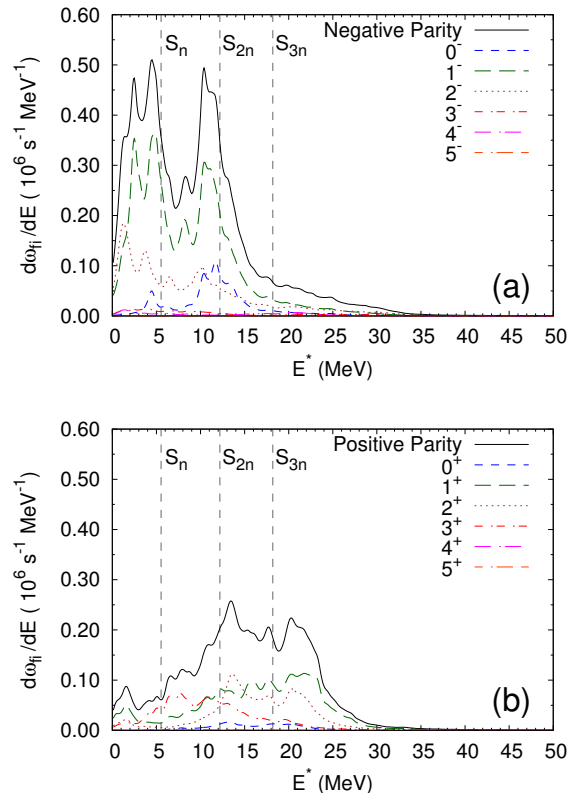 0.60
0.50
0.40
0.30
0.20
0.10
0.00
dω_fi/dE ( 10^6 s^-1 MeV^-1)
S_n
S_2n
S_3n
Negative Parity
0^-
1^-
2^-
3^-
4^-
5^-
(a)
0 5 10 15 20 25 30 35 40 45 50
E^* (MeV)
0.60
0.50
0.40
0.30
0.20
0.10
0.00
dω_fi/dE ( 10^6 s^-1 MeV^-1)
S_n
S_2n
S_3n
Positive Parity
0^+
1^+
2^+
3^+
4^+
5^+
(b)
0 5 10 15 20 25 30 35 40 45 50
E^* (MeV)